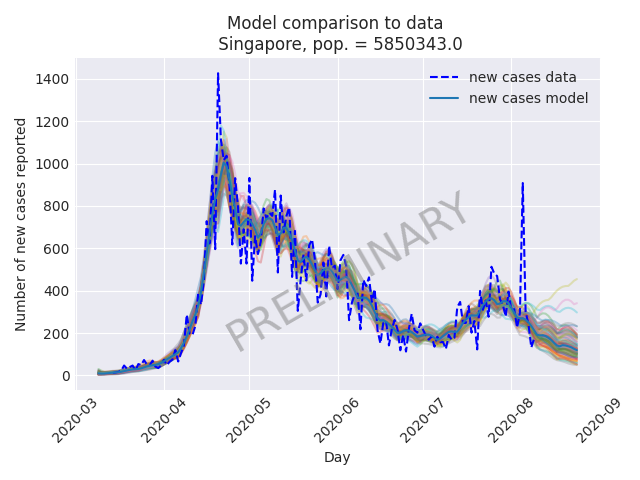 Model comparison to data
Singapore, pop. = 5850343.0
new cases data
new cases model
1400
1200
1000
800
600
400
200
0
Number of new cases reported
PRELIMINARY
2020-03
2020-04
2020-05
2020-06
2020-07
2020-08
2020-09
Day